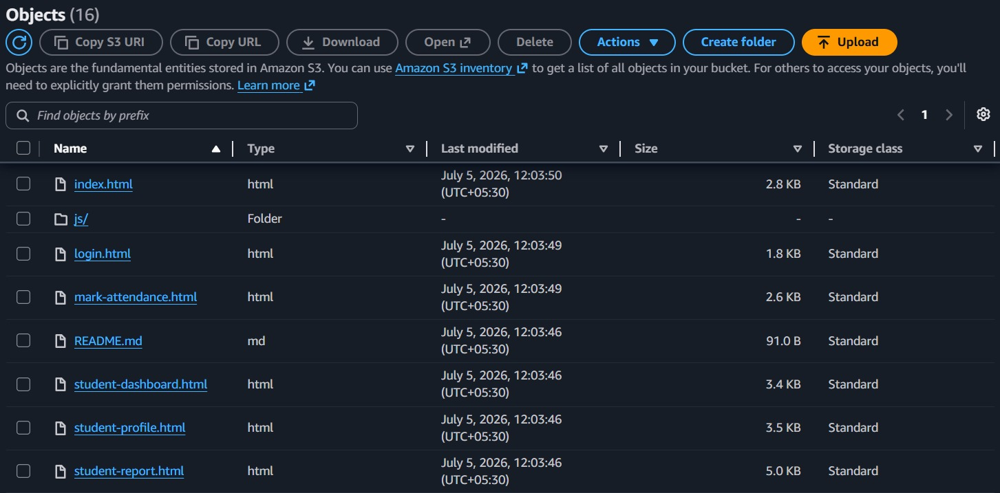 Objects (16)
Copy S3 URI Copy URL Download Open Delete Actions Create folder Upload
Objects are the fundamental entities stored in Amazon S3. You can use Amazon S3 inventory to get a list of all objects in your bucket. For others to access your objects, you'll
need to explicitly grant them permissions. Learn more
Find objects by prefix 1
Name Type Last modified Size Storage class
index.html html July 5, 2026, 12:03:50 (UTC+05:30) 2.8 KB Standard
js/ Folder - - -
login.html html July 5, 2026, 12:03:49 (UTC+05:30) 1.8 KB Standard
mark-attendance.html html July 5, 2026, 12:03:49 (UTC+05:30) 2.6 KB Standard
README.md md July 5, 2026, 12:03:46 (UTC+05:30) 91.0 B Standard
student-dashboard.html html July 5, 2026, 12:03:46 (UTC+05:30) 3.4 KB Standard
student-profile.html html July 5, 2026, 12:03:46 (UTC+05:30) 3.5 KB Standard
student-report.html html July 5, 2026, 12:03:46 (UTC+05:30) 5.0 KB Standard